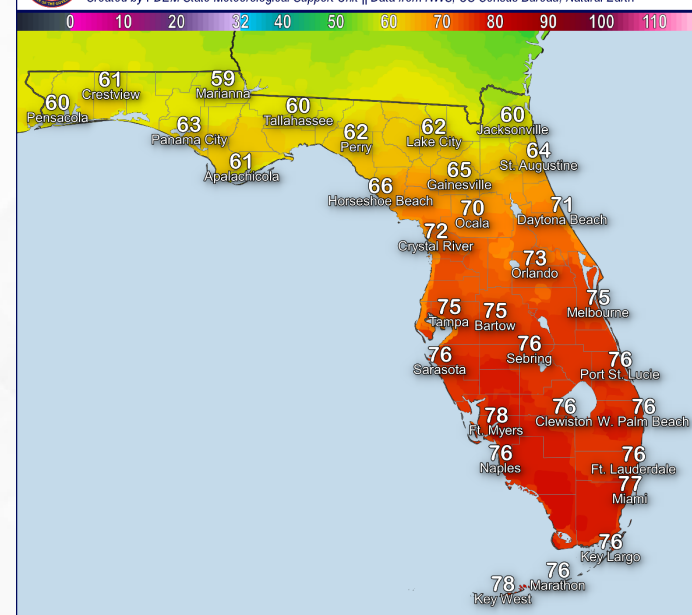 Created by FDEM State Meteorological Support Unit || Data from NWS, US Census Bureau, Natural Earth
0 10 20 32 40 50 60 70 80 90 100 110
61
Crestview
59
Marianna
60
Pensacola
63
Panama City
60
Tallahassee
61
Apalachicola
62
Perry
62
Lake City
60
Jacksonville
64
St. Augustine
65
Gainesville
66
Horseshoe Beach
70
Ocala
71
Daytona Beach
72
Crystal River
73
Orlando
75
Melbourne
75
Tampa
75
Bartow
76
Sebring
76
Sarasota
76
Port St. Lucie
78
Ft. Myers
76
Clewiston
76
W. Palm Beach
76
Naples
76
Ft. Lauderdale
77
Miami
76
Key Largo
76
Marathon
78
Key West